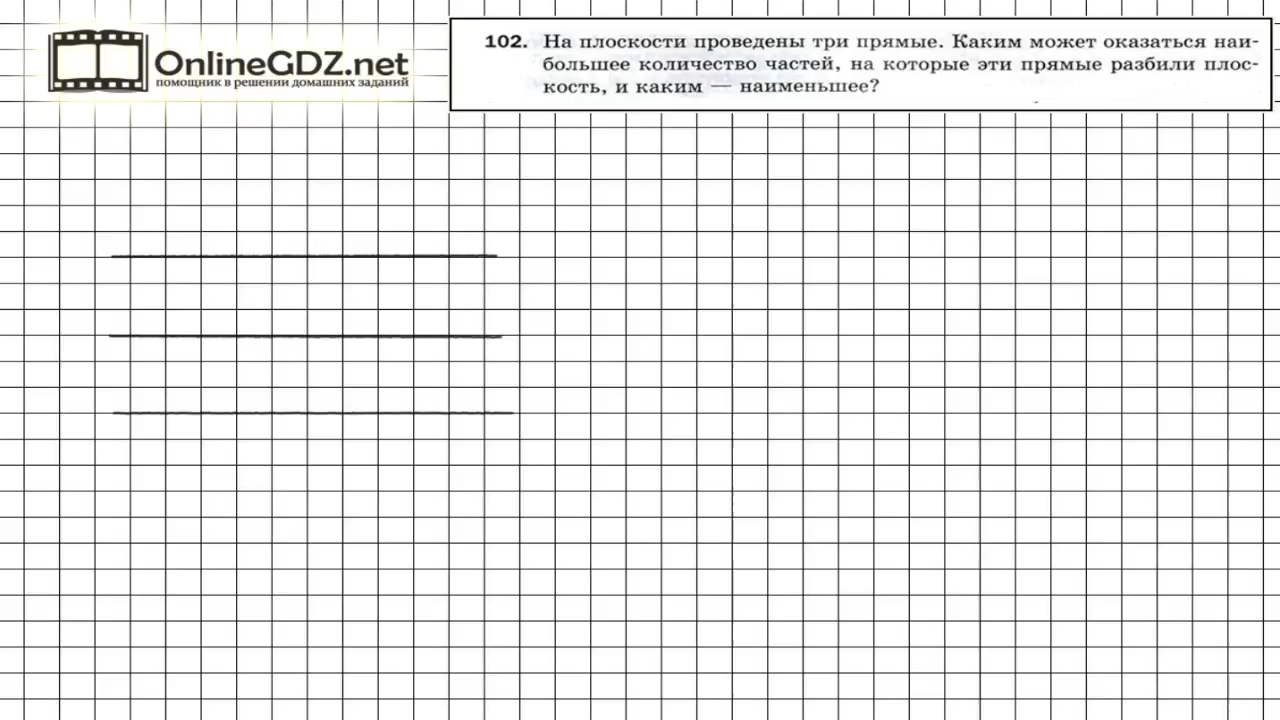 OnlineGDZ.net
помощник в решении домашних заданий
102. На плоскости проведены три прямые. Каким может оказаться наи-
большее количество частей, на которые эти прямые разбили плос-
кость, и каким — наименьшее?